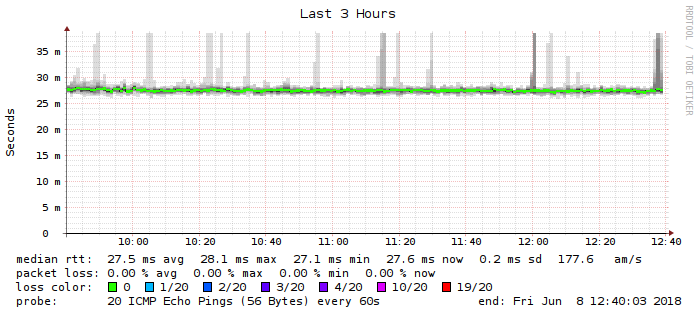 Last 3 Hours
RRDTOOL / TOBI OETIKER
Seconds
35 m
30 m
25 m
20 m
15 m
10 m
5 m
0
10:00 10:20 10:40 11:00 11:20 11:40 12:00 12:20 12:40
median rtt: 27.5 ms avg 28.1 ms max 27.1 ms min 27.6 ms now 0.2 ms sd 177.6 am/s
packet loss: 0.00 % avg 0.00 % max 0.00 % min 0.00 % now
loss color: 0 1/20 2/20 3/20 4/20 10/20 19/20
probe: 20 ICMP Echo Pings (56 Bytes) every 60s end: Fri Jun 8 12:40:03 2018